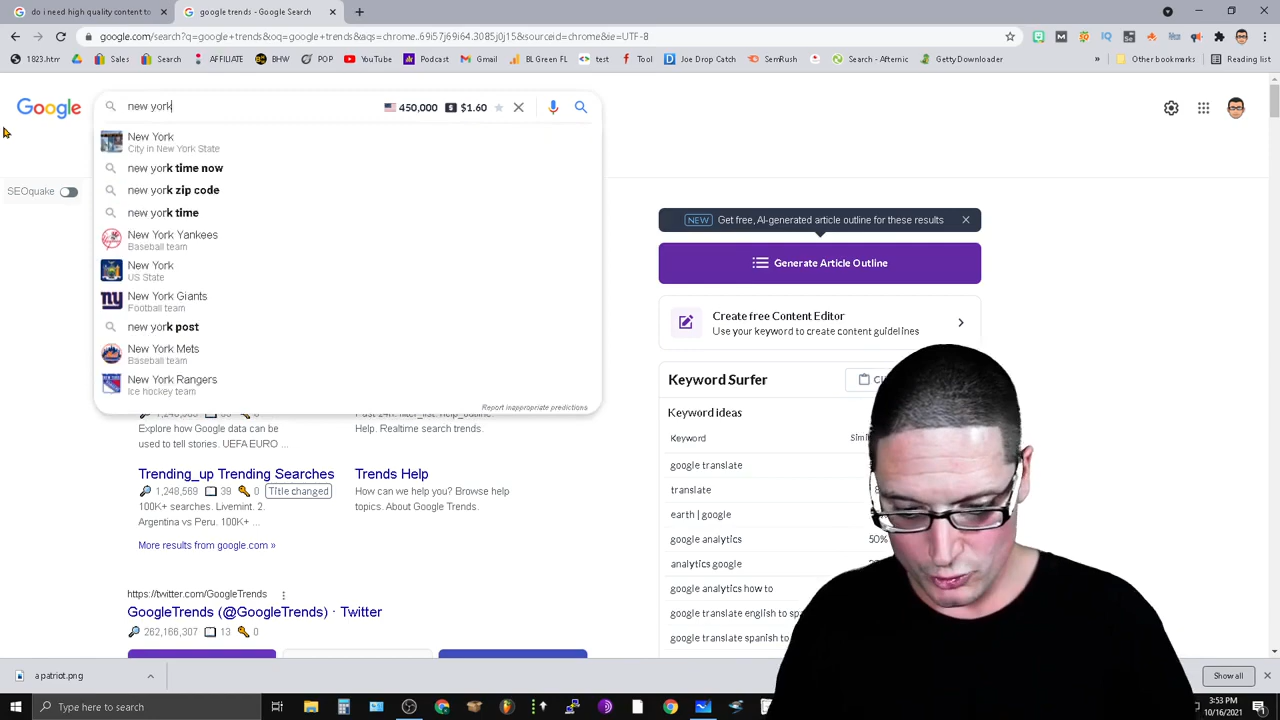 do i need high quality content to
google trends - Google Search
google.com/search?q=google+trends&oq=google+trends&aqs=chrome..69i57j69i64.3085j0j15&sourceid=chrome&ie=UTF-8
1823.htm
Sales
Search
AFFILIATE
BHW
POP
YouTube
Podcast
Gmail
BL Green FL
test
Tool
Joe Drop Catch
SemRush
Search - Afternic
GettyDownloader
Other bookmarks
Reading list
Google
new york
450,000
$1.60
New York
City in New York State
new york time now
new york zip code
new york time
New York Yankees
Baseball team
New York
US State
New York Giants
Football team
new york post
New York Mets
Baseball team
New York Rangers
Ice hockey team
Report inappropriate predictions
SEOquake
NEW Get free, AI-generated article outline for these results
Generate Article Outline
Create free Content Editor
Use your keyword to create content guidelines
Keyword Surfer
Keyword ideas
Keyword
google translate
translate
earth | google
google analytics 50%
analytics google
google analytics how to
google translate english to spa
google translate spanish to
Explore how Google data can be
used to tell stories. UEFA EURO ...
Help. Realtime search trends.
Trending_up Trending Searches
1,248,569 39 0 Title changed
100K+ searches. Livemint. 2.
Argentina vs Peru. 100K+ ...
Trends Help
How can we help you? Browse help
topics. About Google Trends.
More results from google.com »
https://twitter.com/GoogleTrends
GoogleTrends (@GoogleTrends) · Twitter
262,166,307 13 0
a patriot.png
Show all
Type here to search
3:53 PM
10/16/2021